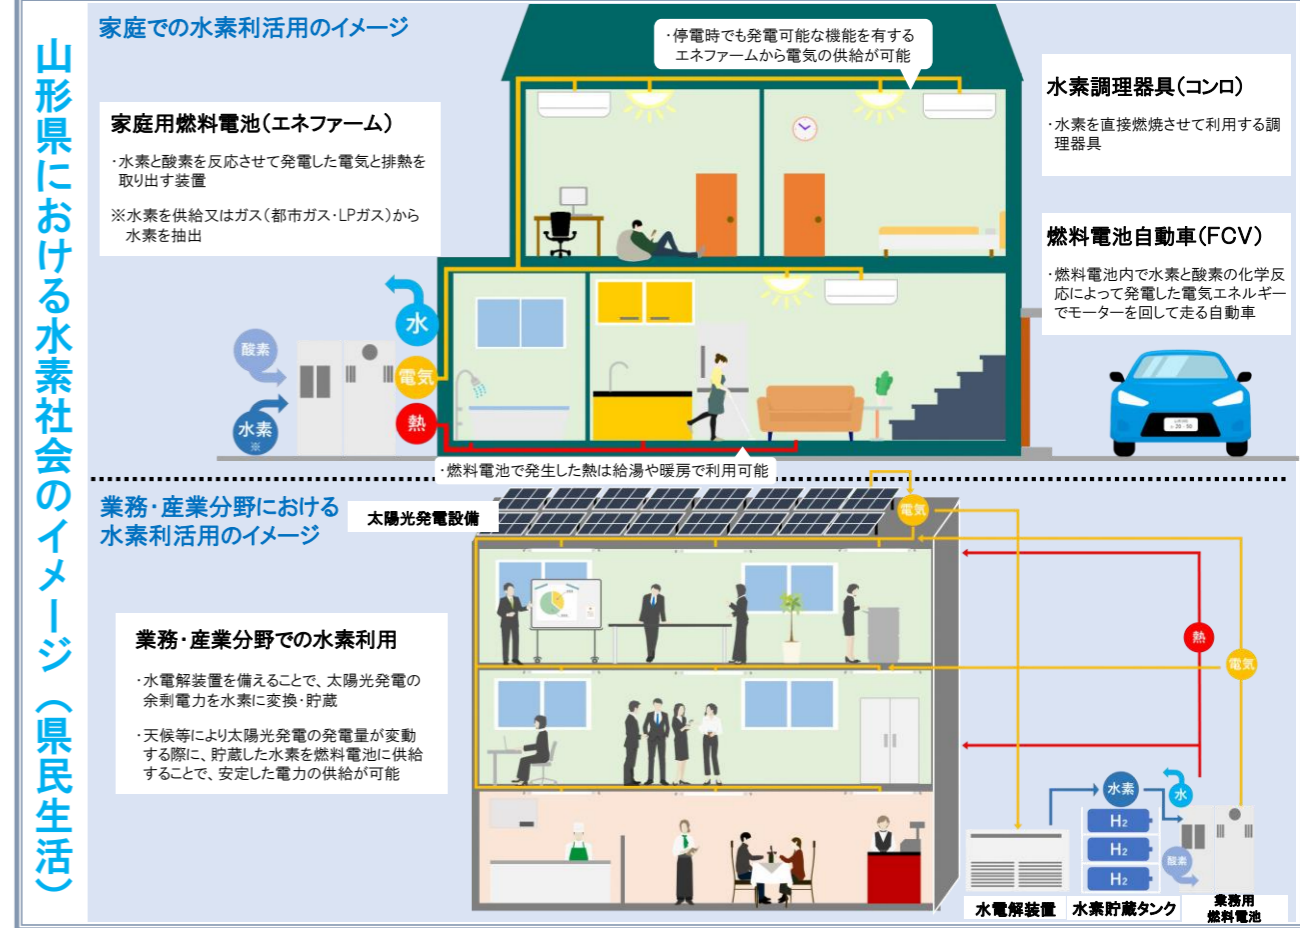 山形県における水素社会のイメージ（県民生活）
家庭での水素利活用のイメージ
・停電時でも発電可能な機能を有する
エネファームから電気の供給が可能
家庭用燃料電池（エネファーム）
・水素と酸素を反応させて発電した電気と排熱を
取り出す装置
※水素を供給又はガス（都市ガス・LPガス）から
水素を抽出
水素調理器具（コンロ）
・水素を直接燃焼させて利用する調
理器具
燃料電池自動車（FCV）
・燃料電池内で水素と酸素の化学反
応によって発電した電気エネルギー
でモーターを回して走る自動車
酸素
水素
※
水
電気
熱
・燃料電池で発生した熱は給湯や暖房で利用可能
業務・産業分野における
水素利活用のイメージ
太陽光発電設備
電気
業務・産業分野での水素利用
・水電解装置を備えることで、太陽光発電の
余剰電力を水素に変換・貯蔵
・天候等により太陽光発電の発電量が変動
する際に、貯蔵した水素を燃料電池に供給
することで、安定した電力の供給が可能
熱
電気
水素
水
H2
H2
H2
酸素
水電解装置
水素貯蔵タンク
業務用
燃料電池